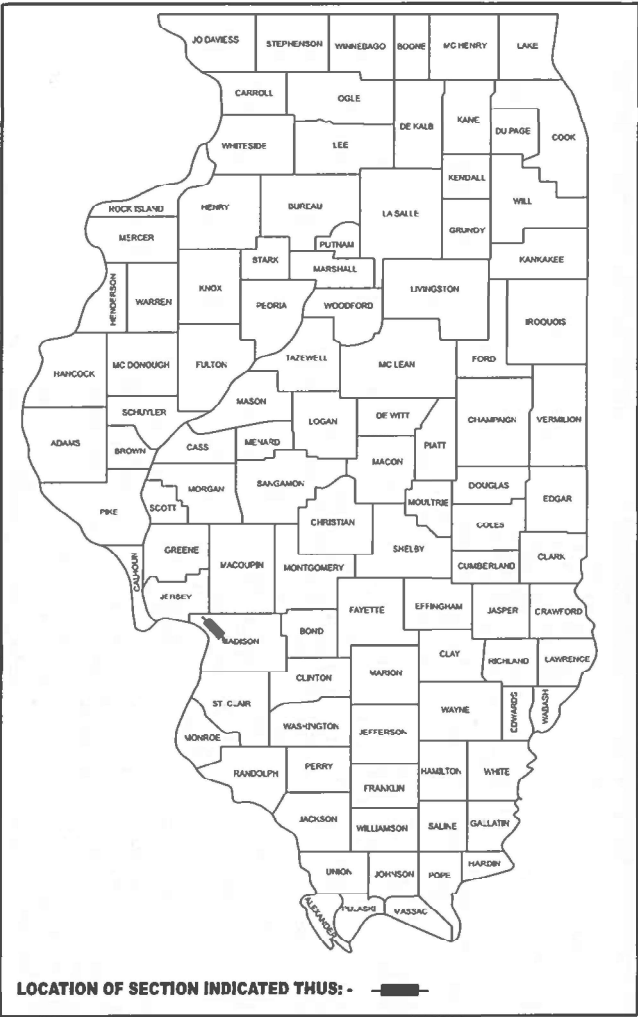 JO DAVIESS
STEPHENSON
WINNEBAGO
BOONE
MC HENRY
LAKE
CARROLL
OGLE
DE KALB
KANE
DU PAGE
COOK
WHITESIDE
LEE
KENDALL
WILL
ROCK ISLAND
HENRY
BUREAU
LA SALLE
GRUNDY
MERCER
PUTNAM
STARK
MARSHALL
KANKAKEE
HENDERSON
WARREN
KNOX
PEORIA
WOODFORD
LIVINGSTON
IROQUOIS
HANCOCK
MC DONOUGH
FULTON
TAZEWELL
MC LEAN
FORD
SCHUYLER
MASON
LOGAN
DE WITT
CHAMPAIGN
VERMILION
ADAMS
BROWN
CASS
MENARD
PIATT
MACON
PIKE
SCOTT
MORGAN
SANGAMON
CHRISTIAN
MOULTRIE
DOUGLAS
EDGAR
COLES
CALHOUN
GREENE
MACOUPIN
MONTGOMERY
SHELBY
CUMBERLAND
CLARK
JERSEY
FAYETTE
EFFINGHAM
JASPER
CRAWFORD
MADISON
BOND
CLAY
RICHLAND
LAWRENCE
CLINTON
MARION
ST CLAIR
WAYNE
EDWARDS
WABASH
MONROE
WASHINGTON
JEFFERSON
RANDOLPH
PERRY
HAMILTON
WHITE
FRANKLIN
JACKSON
WILLIAMSON
SALINE
GALLATIN
UNION
JOHNSON
POPE
HARDIN
ALEXANDER
PULASKI
MASSAC
LOCATION OF SECTION INDICATED THUS: -